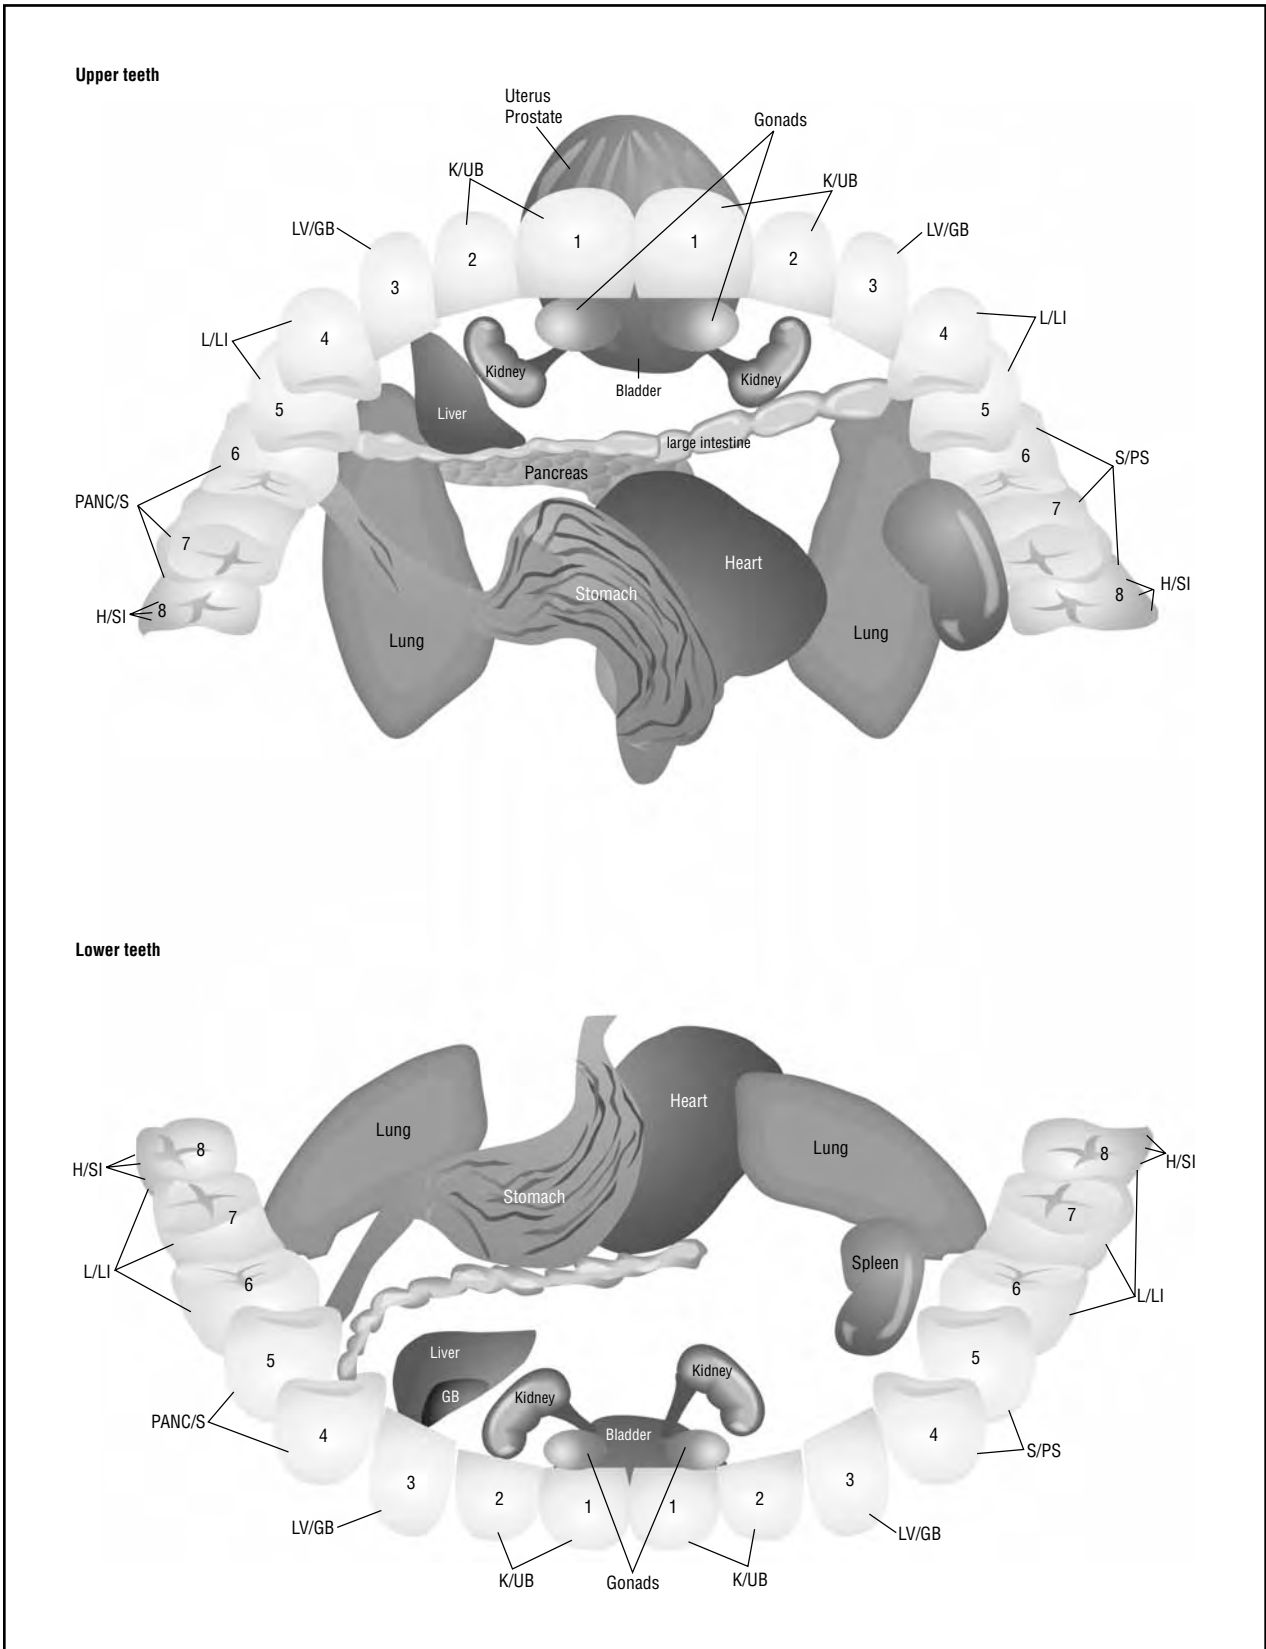 Upper teeth
Uterus
Prostate
Gonads
K/UB
K/UB
LV/GB
LV/GB
1
1
2
2
3
3
L/LI
L/LI
4
4
Kidney
Kidney
Bladder
Liver
5
5
large intestine
6
6
S/PS
Pancreas
PANC/S
7
7
Heart
Stomach
H/SI
8
8
H/SI
Lung
Lung
Lower teeth
Heart
Lung
Lung
8
8
H/SI
H/SI
Stomach
7
7
Spleen
L/LI
L/LI
6
6
Liver
5
5
Kidney
Kidney
GB
PANC/S
S/PS
4
4
Bladder
3
3
2
2
1
1
LV/GB
LV/GB
K/UB
K/UB
Gonads